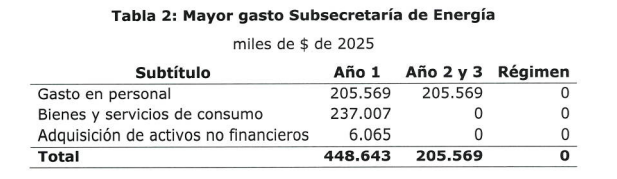 Tabla 2: Mayor gasto Subsecretaría de Energía
miles de $ de 2025
Subtítulo Año 1 Año 2 y 3 Régimen
Gasto en personal 205.569 205.569 0
Bienes y servicios de consumo 237.007 0 0
Adquisición de activos no financieros 6.065 0 0
Total 448.643 205.569 0